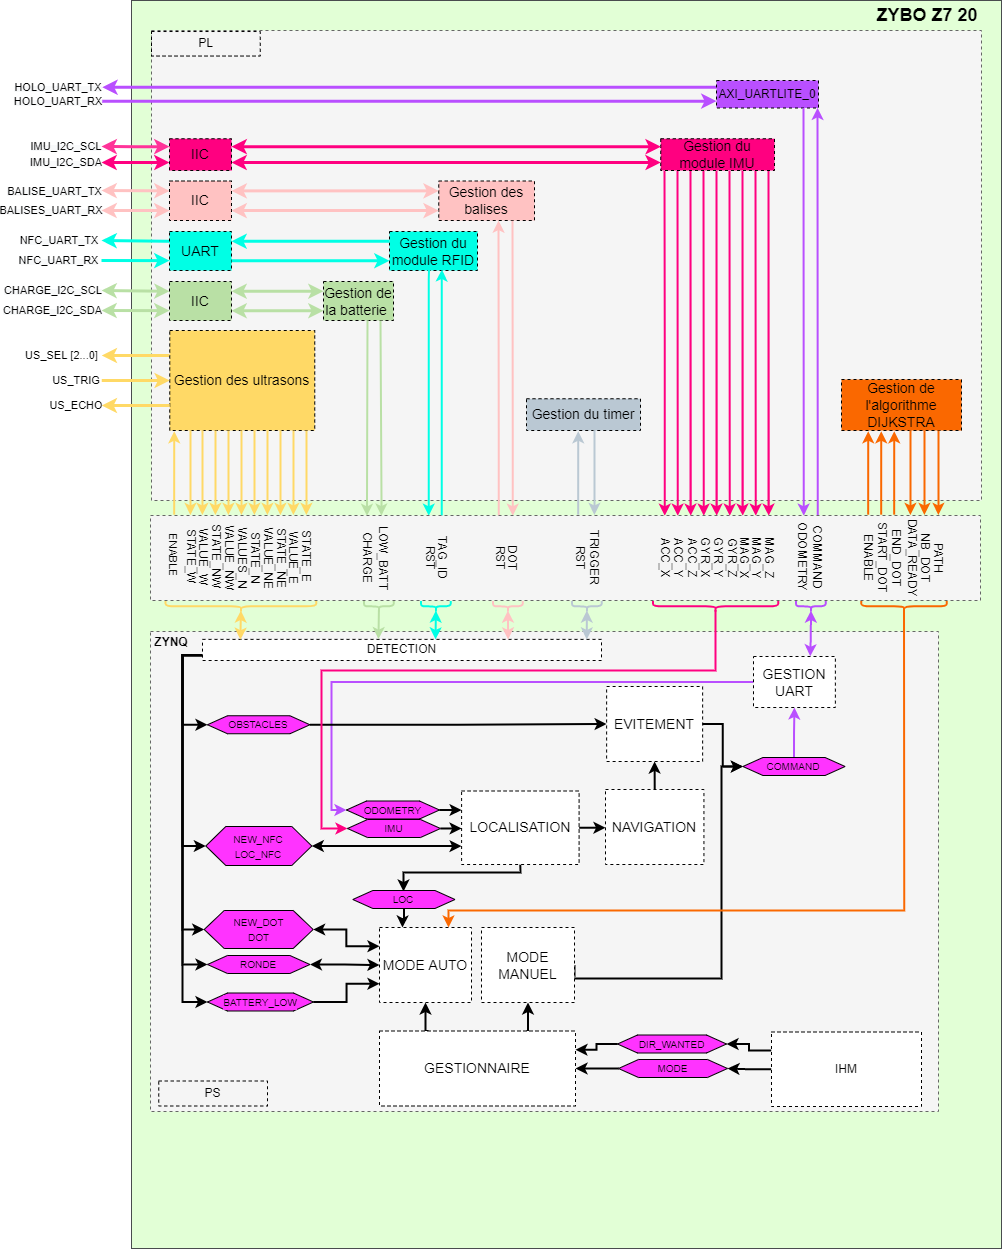 ZYBO Z7 20
PL
HOLO_UART_TX
HOLO_UART_RX
AXI_UARTLITE_0
IMU_I2C_SCL
IMU_I2C_SDA
IIC
Gestion du
module IMU
BALISE_UART_TX
BALISES_UART_RX
IIC
Gestion des
balises
NFC_UART_TX
NFC_UART_RX
UART
Gestion du
module RFID
CHARGE_I2C_SCL
CHARGE_I2C_SDA
IIC
Gestion de
la batterie
US_SEL [2...0]
US_TRIG
US_ECHO
Gestion des ultrasons
Gestion du timer
Gestion de
l'algorithme
DIJKSTRA
ENABLE
STATE_W
VALUE_W
STATE_NW
VALUE_NW
VALUES_N
STATE_N
VALUE_NE
STATE_NE
VALUE_E
STATE_E
CHARGE
LOW_BATT
RST
TAG_ID
RST
DOT
RST
TRIGGER
ACC_X
ACC_Y
ACC_Z
GYR_X
GYR_Y
GYR_Z
MAG_X
MAG_Y
MAG_Z
ODOMETRY
COMMAND
ENABLE
START_DOT
END_DOT
DATA_READY
NB_DOT
PATH
ZYNQ
DETECTION
GESTION
UART
OBSTACLES
EVITEMENT
COMMAND
ODOMETRY
IMU
LOCALISATION
NAVIGATION
NEW_NFC
LOC_NFC
LOC
NEW_DOT
DOT
RONDE
BATTERY_LOW
MODE AUTO
MODE
MANUEL
GESTIONNAIRE
DIR_WANTED
MODE
IHM
PS